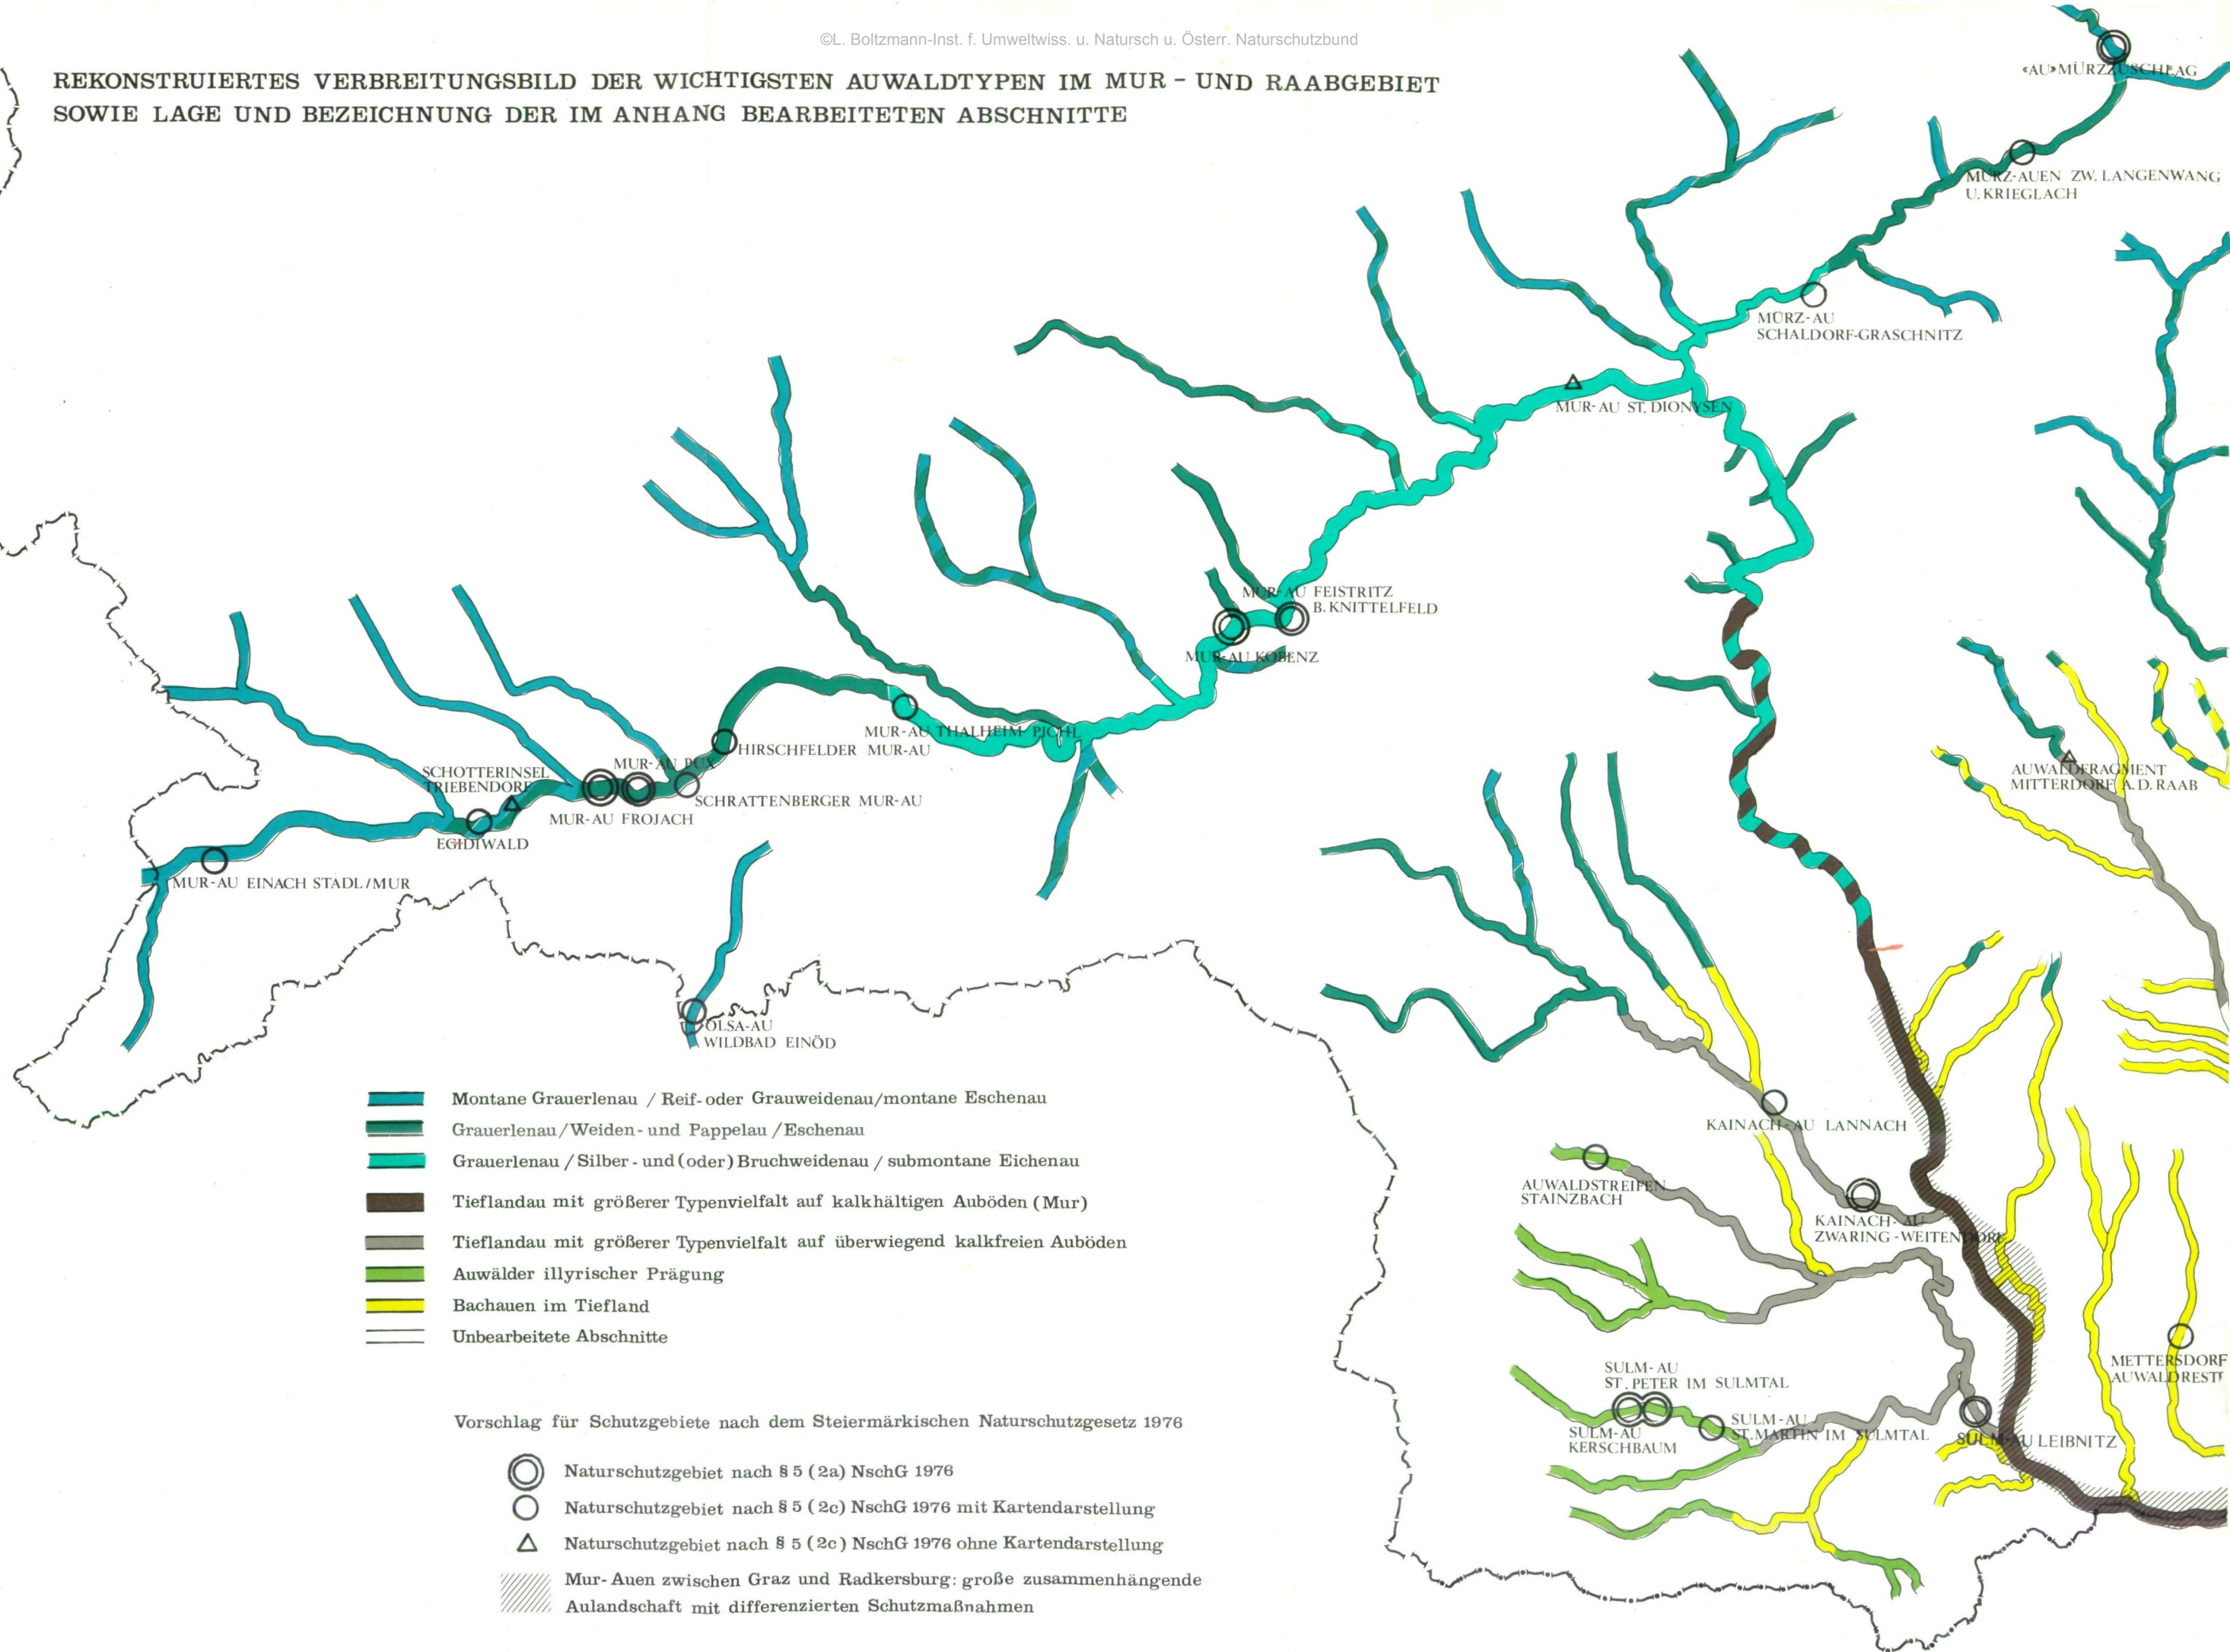 ©L. Boltzmann-Inst. f. Umweltwiss. u. Natursch u. Österr. Naturschutzbund
REKONSTRUIERTES VERBREITUNGSBILD DER WICHTIGSTEN AUWALDTYPEN IM MUR - UND RAABGEBIET
SOWIE LAGE UND BEZEICHNUNG DER IM ANHANG BEARBEITETEN ABSCHNITTE
«AU» MÜRZZUSCHLAG
MÜRZ-AUEN ZW. LANGENWANG
U. KRIEGLACH
MÜRZ-AU
SCHALDORF-GRASCHNITZ
MUR-AU ST. DIONYSEN
MUR-AU FEISTRITZ
B. KNITTELFELD
MUR-AU KOBENZ
MUR-AU THALHEIM-PICHL
HIRSCHFELDER MUR-AU
MUR-AU PUX
SCHOTTERINSEL
TRIEBENDORF
SCHRATTENBERGER MUR-AU
MUR-AU FROJACH
EGIDIWALD
MUR-AU EINACH STADL/MUR
AUWALDFRAGMENT
MITTERDORF A.D. RAAB
OLSA-AU
WILDBAD EINÖD
KAINACH-AU LANNACH
AUWALDSTREIFEN
STAINZBACH
KAINACH-AU
ZWARING-WEITENDORF
METTERSDORF
SULM-AU
ST. PETER IM SULMTAL
SULM-AU
ST. MARTIN IM SULMTAL
SULM-AU
KERSCHBAUM
SULM-AU LEIBNITZ
Montane Grauerlenau / Reif- oder Grauweidenau/montane Eschenau
Grauerlenau/Weiden- und Pappelau /Eschenau
Grauerlenau / Silber - und (oder) Bruchweidenau / submontane Eichenau
Tieflandau mit größerer Typenvielfalt auf kalkhältigen Auböden (Mur)
Tieflandau mit größerer Typenvielfalt auf überwiegend kalkfreien Auböden
Auwälder illyrischer Prägung
Bachauen im Tiefland
Unbearbeitete Abschnitte
Vorschlag für Schutzgebiete nach dem Steiermärkischen Naturschutzgesetz 1976
Naturschutzgebiet nach § 5 (2a) NschG 1976
Naturschutzgebiet nach § 5 (2c) NschG 1976 mit Kartendarstellung
Naturschutzgebiet nach § 5 (2c) NschG 1976 ohne Kartendarstellung
Mur- Auen zwischen Graz und Radkersburg: große zusammenhängende
Aulandschaft mit differenzierten Schutzmaßnahmen